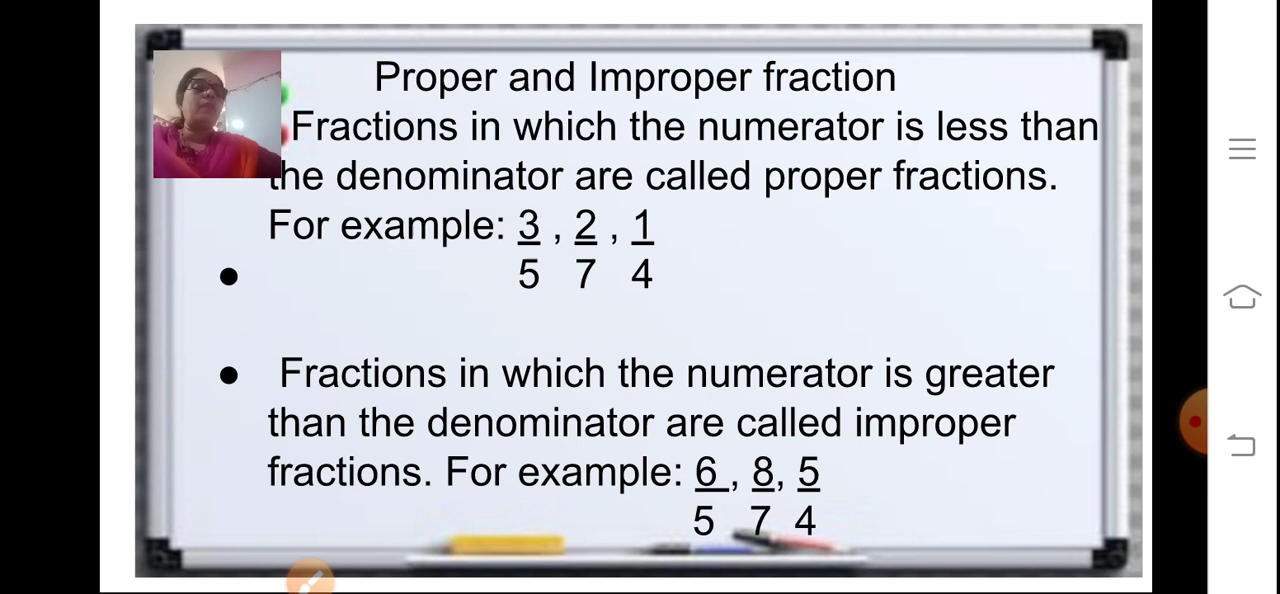 Proper and Improper fraction
Fractions in which the numerator is less than
the denominator are called proper fractions.
For example: 3 , 2 , 1
5 7 4
● Fractions in which the numerator is greater
than the denominator are called improper
fractions. For example: 6 , 8, 5
5 7 4